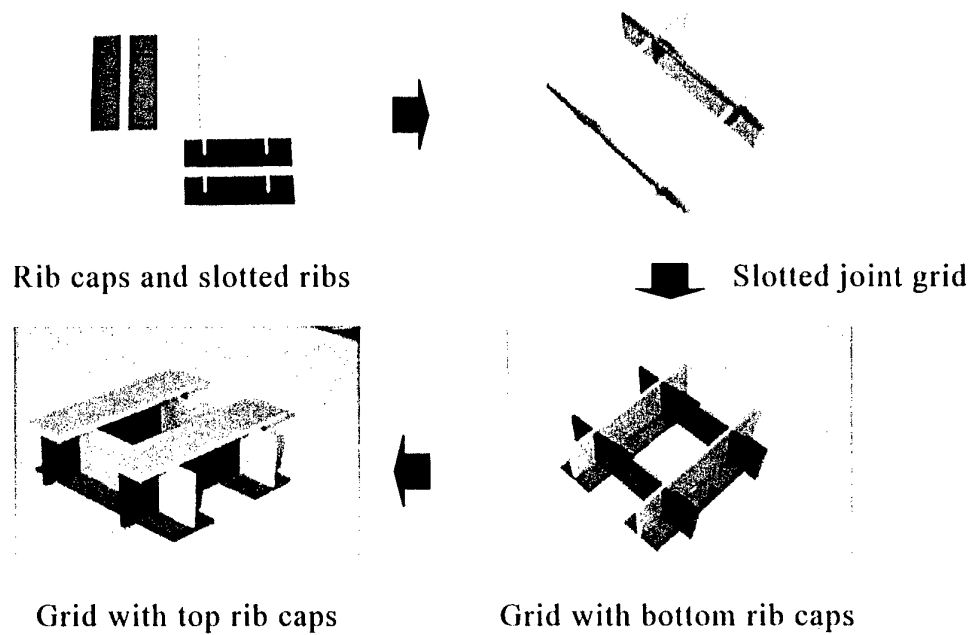 Rib caps and slotted ribs
Slotted joint grid
Grid with top rib caps
Grid with bottom rib caps